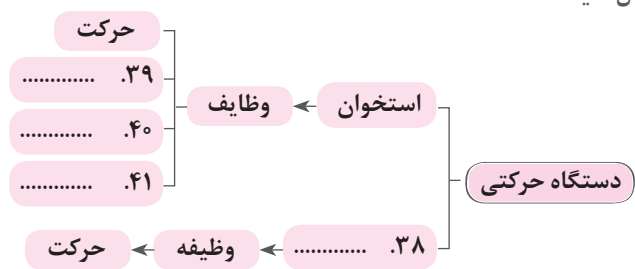 حرکت
۳۹. .............
استخوان
وظایف
۴۰. .............
۴۱. .............
دستگاه حرکتی
۳۸. .............
وظیفه
حرکت